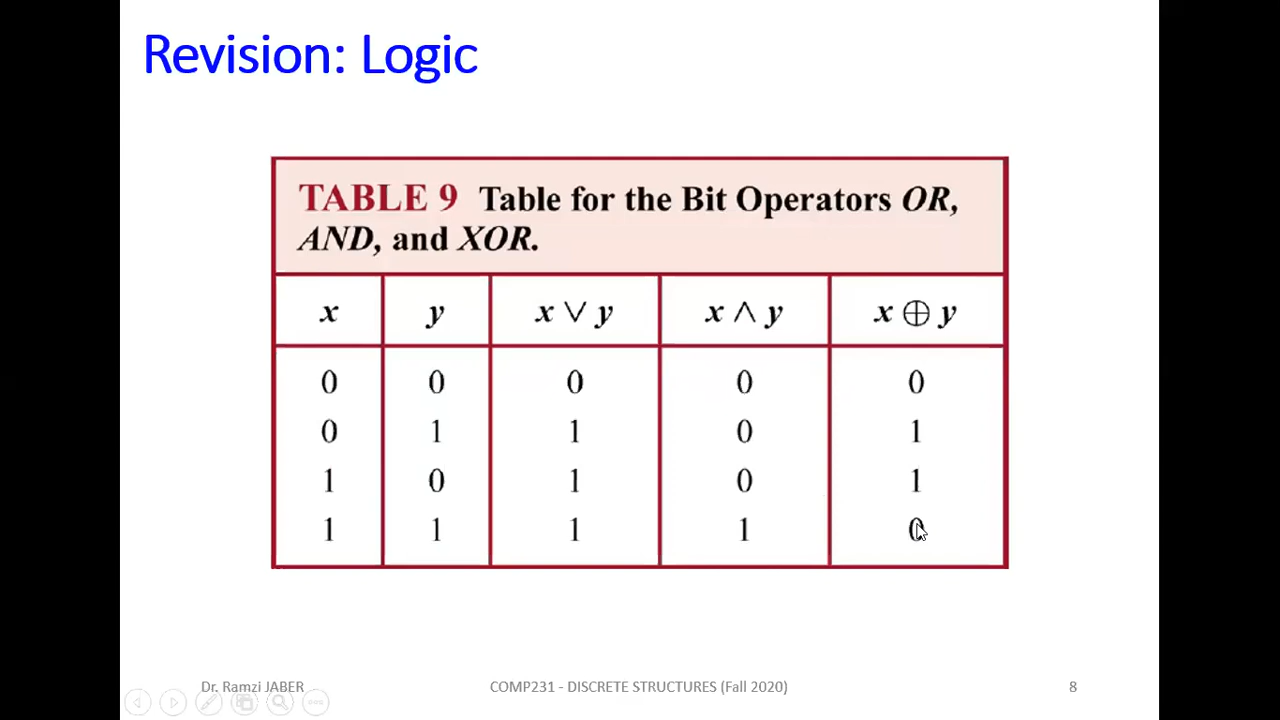 Revision: Logic
TABLE 9 Table for the Bit Operators OR,
AND, and XOR.
x y x ∨ y x ∧ y x ⊕ y
0 0 0 0 0
0 1 1 0 1
1 0 1 0 1
1 1 1 1 0
Dr. Ramzi JABER COMP231 - DISCRETE STRUCTURES (Fall 2020) 8